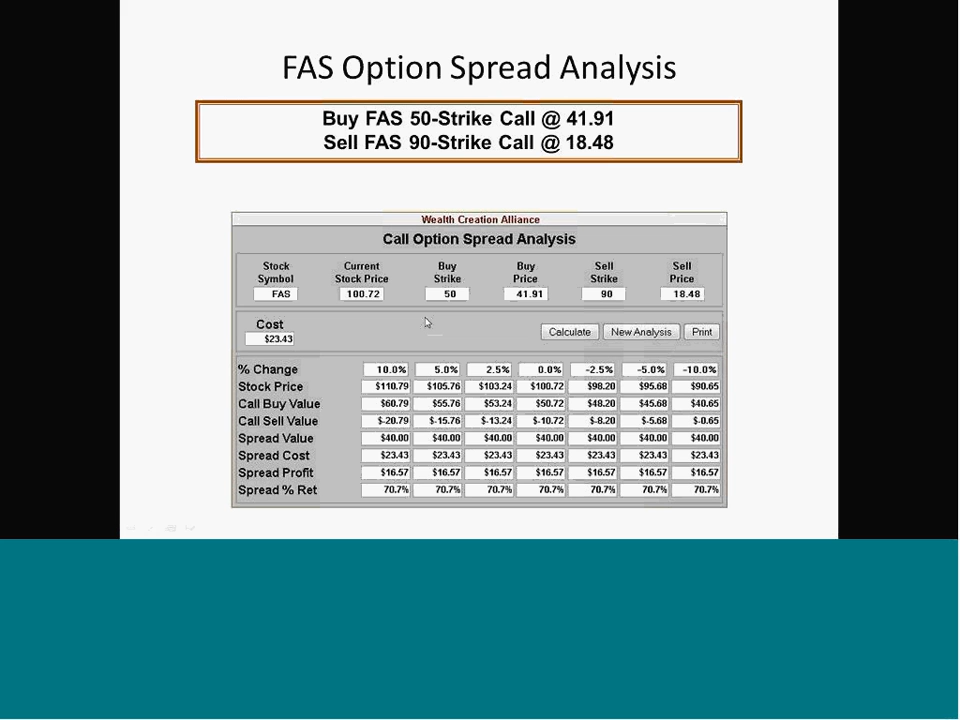 FAS Option Spread Analysis
Buy FAS 50-Strike Call @ 41.91
Sell FAS 90-Strike Call @ 18.48
Wealth Creation Alliance
Call Option Spread Analysis
Stock Symbol Current Stock Price Buy Strike Buy Price Sell Strike Sell Price
FAS 100.72 50 41.91 90 18.48
Cost
$23.43 Calculate New Analysis Print
% Change 10.0% 5.0% 2.5% 0.0% -2.5% -5.0% -10.0%
Stock Price $110.79 $105.76 $103.24 $100.72 $98.20 $95.68 $90.65
Call Buy Value $60.79 $55.76 $53.24 $50.72 $48.20 $45.68 $40.65
Call Sell Value $-20.79 $-15.76 $-13.24 $-10.72 $-8.20 $-5.68 $-0.65
Spread Value $40.00 $40.00 $40.00 $40.00 $40.00 $40.00 $40.00
Spread Cost $23.43 $23.43 $23.43 $23.43 $23.43 $23.43 $23.43
Spread Profit $16.57 $16.57 $16.57 $16.57 $16.57 $16.57 $16.57
Spread % Ret 70.7% 70.7% 70.7% 70.7% 70.7% 70.7% 70.7%